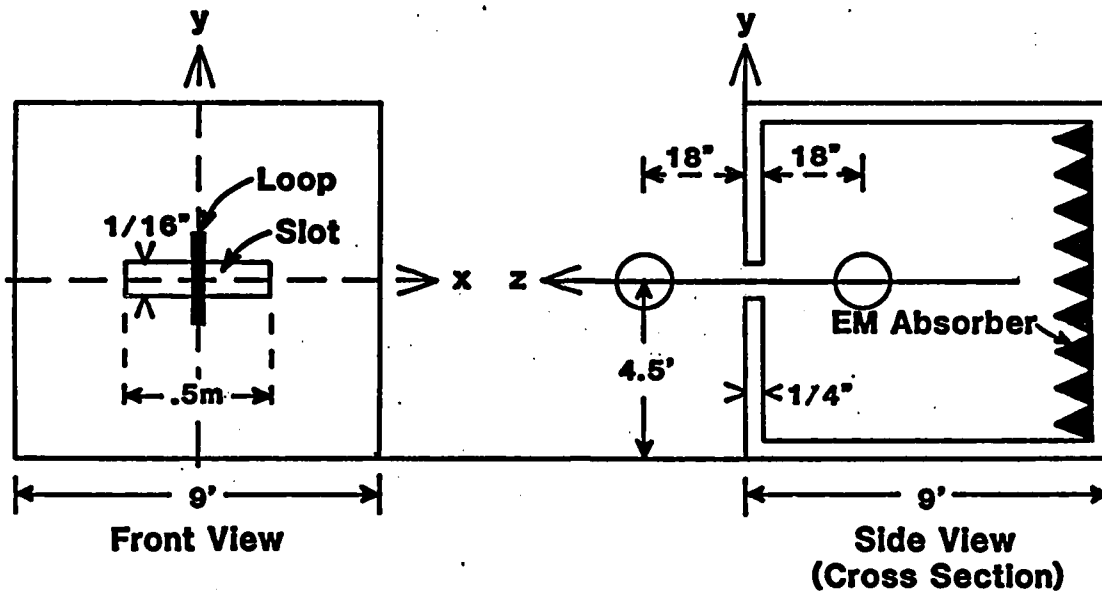 y
Loop
1/16"
Slot
x
.5m
9'
Front View
y
18"
18"
z
EM Absorber
4.5'
1/4"
9'
Side View
(Cross Section)